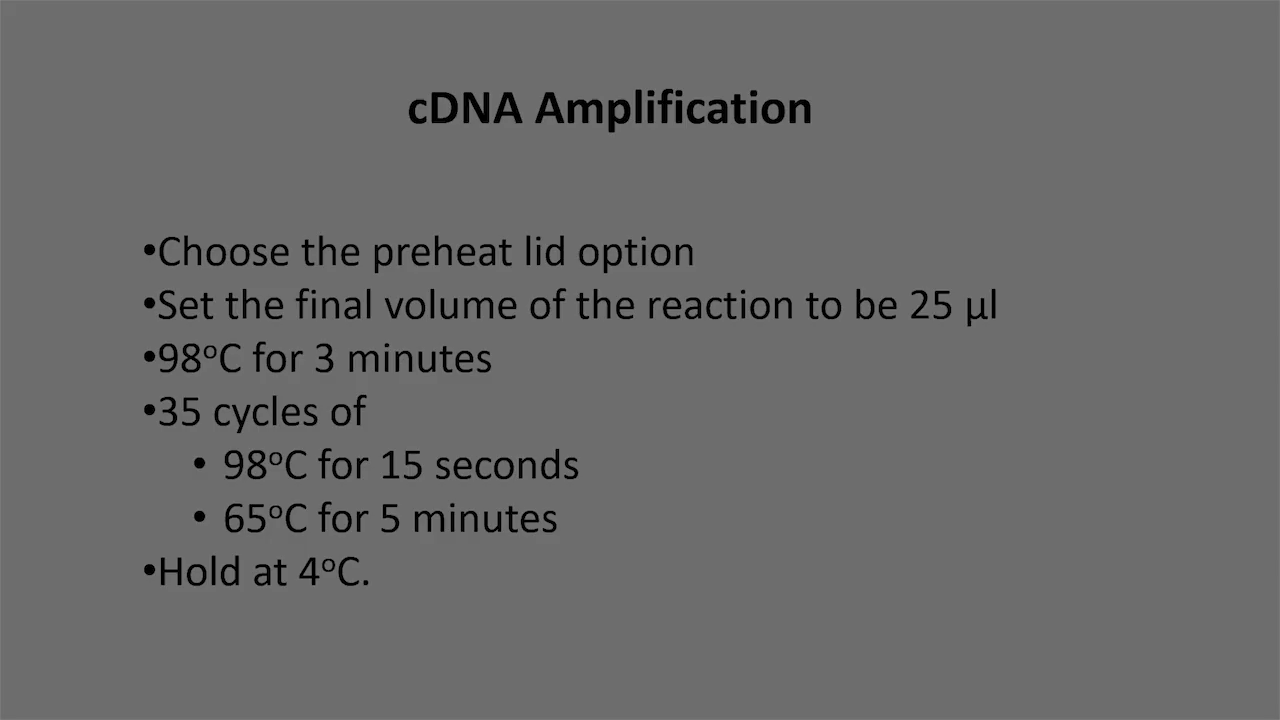 cDNA Amplification
•Choose the preheat lid option
•Set the final volume of the reaction to be 25 µl
•98ᵒC for 3 minutes
•35 cycles of
• 98ᵒC for 15 seconds
• 65ᵒC for 5 minutes
•Hold at 4ᵒC.